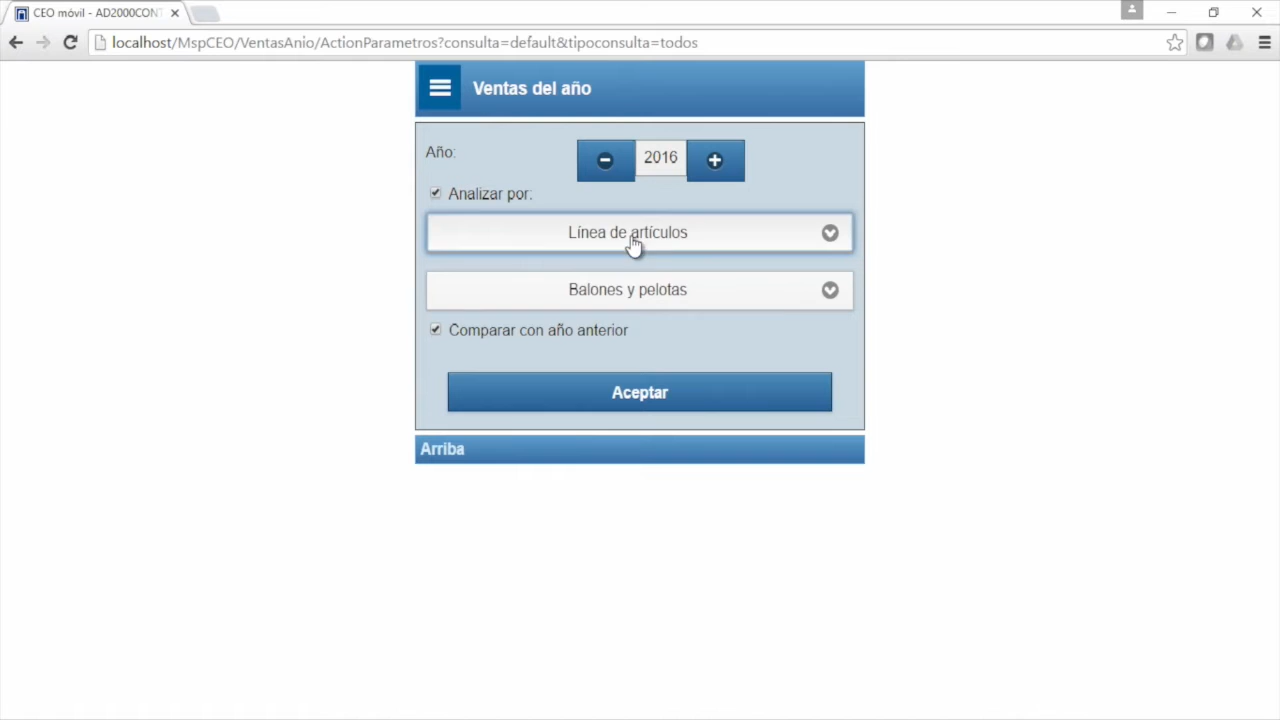 CEO móvil - AD2000CONT
localhost/MspCEO/VentasAnio/ActionParametros?consulta=default&tipoconsulta=todos
Ventas del año
Año:
2016
Analizar por:
Línea de artículos
Balones y pelotas
Comparar con año anterior
Aceptar
Arriba